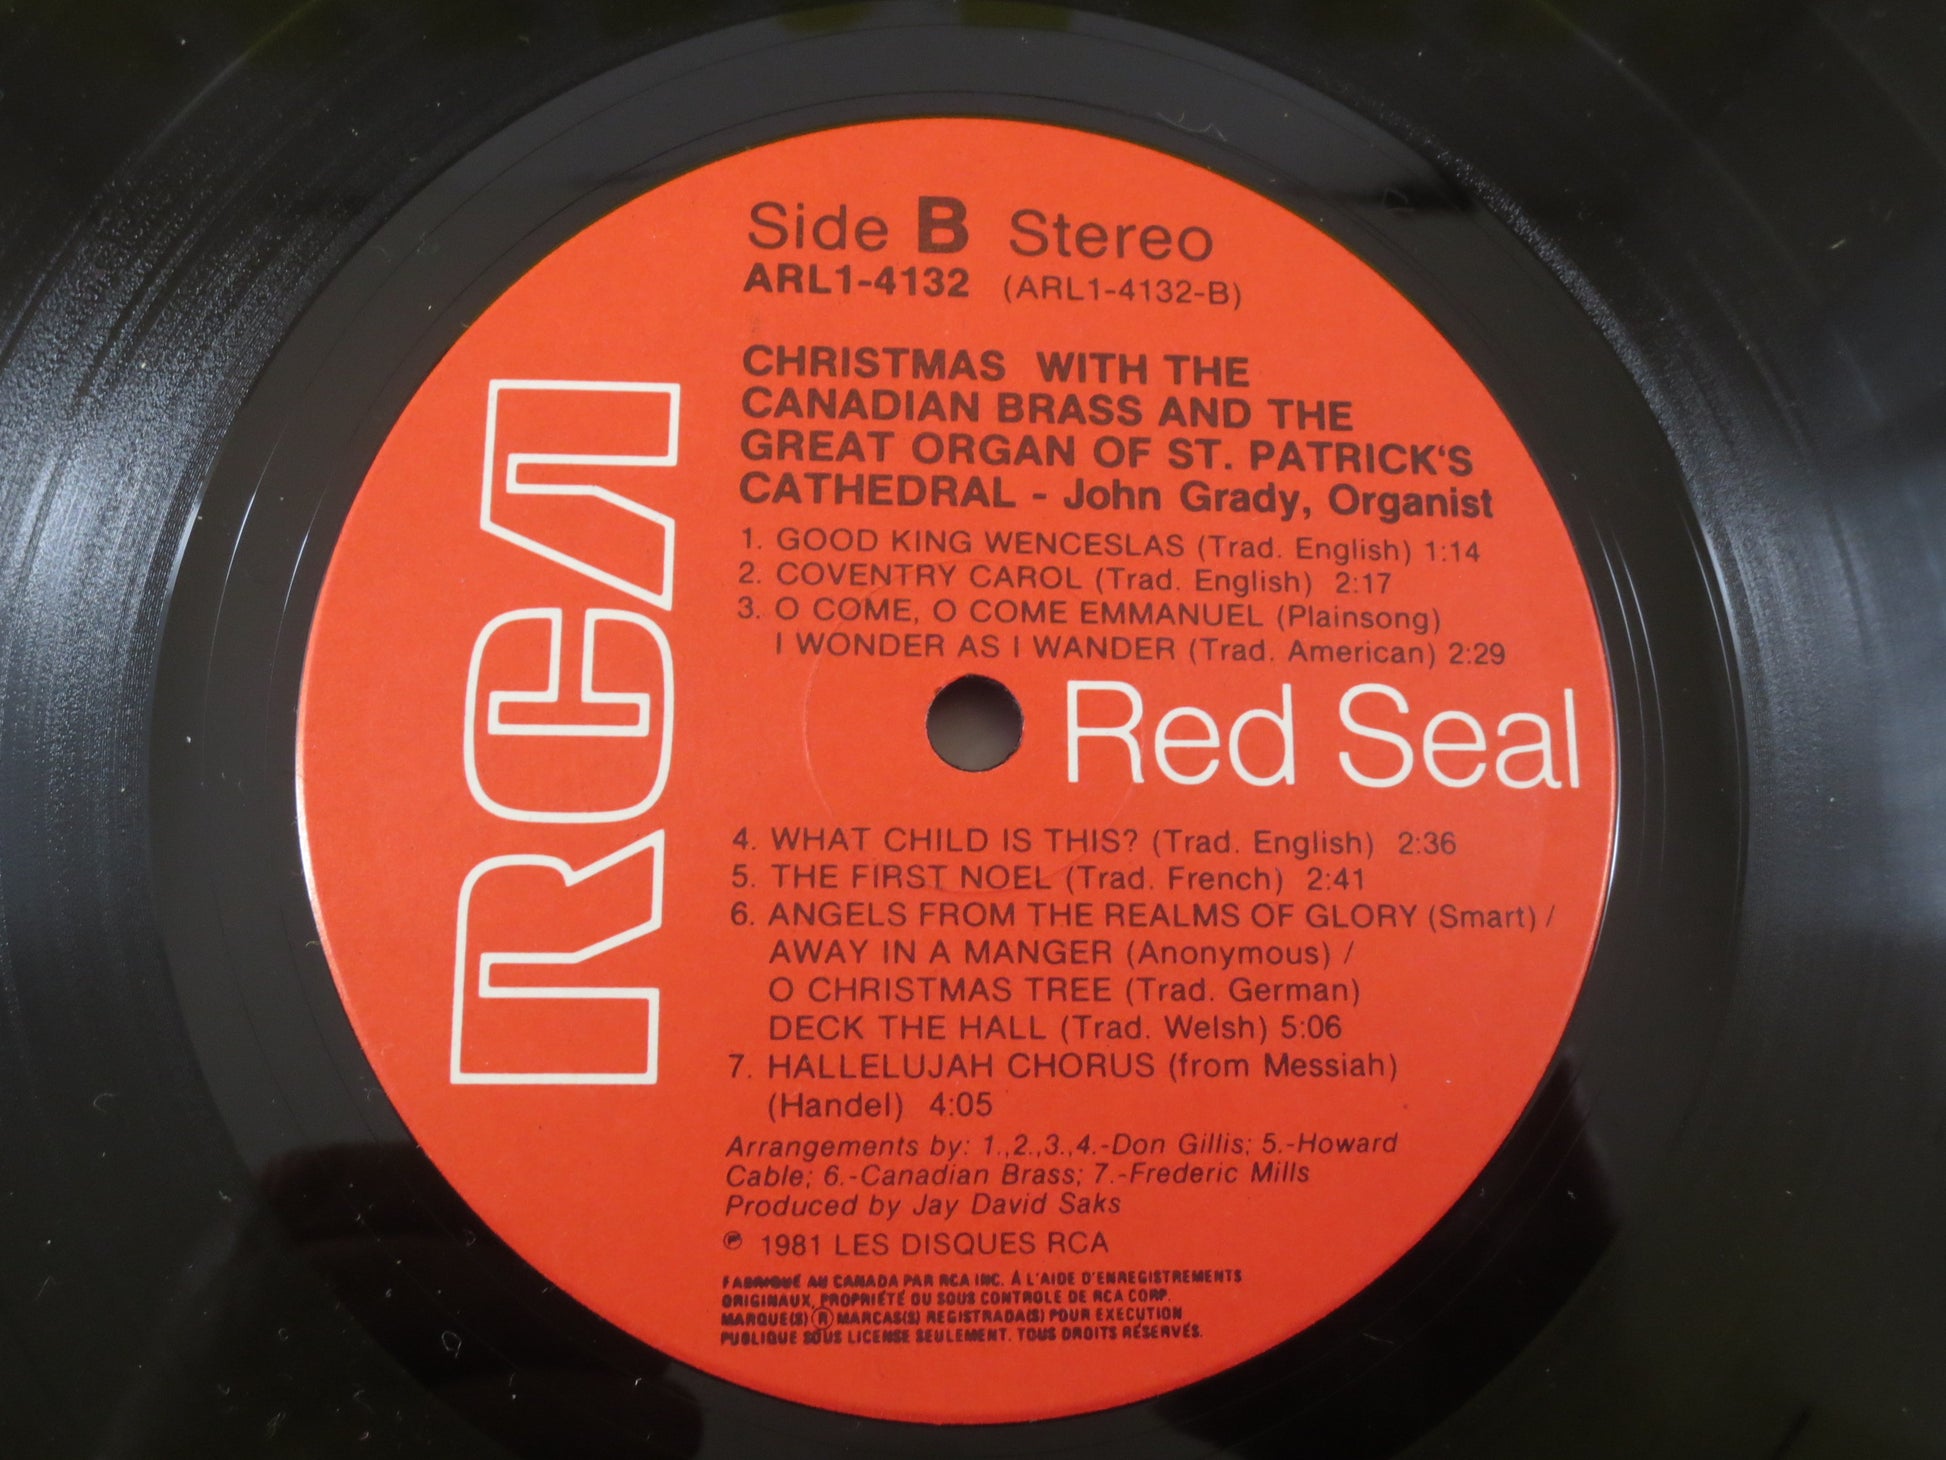 Side B Stereo
ARL1-4132 (ARL1-4132-B)
CHRISTMAS WITH THE
CANADIAN BRASS AND THE
GREAT ORGAN OF ST. PATRICK'S
CATHEDRAL - John Grady, Organist
1. GOOD KING WENCESLAS (Trad. English) 1:14
2. COVENTRY CAROL (Trad. English) 2:17
3. O COME, O COME EMMANUEL (Plainsong)
I WONDER AS I WANDER (Trad. American) 2:29
RCA
Red Seal
4. WHAT CHILD IS THIS? (Trad. English) 2:36
5. THE FIRST NOEL (Trad. French) 2:41
6. ANGELS FROM THE REALMS OF GLORY (Smart) /
AWAY IN A MANGER (Anonymous) /
O CHRISTMAS TREE (Trad. German)
DECK THE HALL (Trad. Welsh) 5:06
7. HALLELUJAH CHORUS (from Messiah)
(Handel) 4:05
Arrangements by: 1.,2.,3.,4.-Don Gillis; 5.-Howard
Cable; 6.-Canadian Brass; 7.-Frederic Mills
Produced by Jay David Saks
℗ 1981 LES DISQUES RCA
FABRIQUÉ AU CANADA PAR RCA INC. À L'AIDE D'ENREGISTREMENTS
ORIGINAUX, PROPRIÉTÉ OU SOUS CONTROLE DE RCA CORP.
MARQUE(S) ® MARCAS(S) REGISTRADA(S) POUR EXECUTION
PUBLIQUE SOUS LICENSE SEULEMENT. TOUS DROITS RÉSERVÉS.